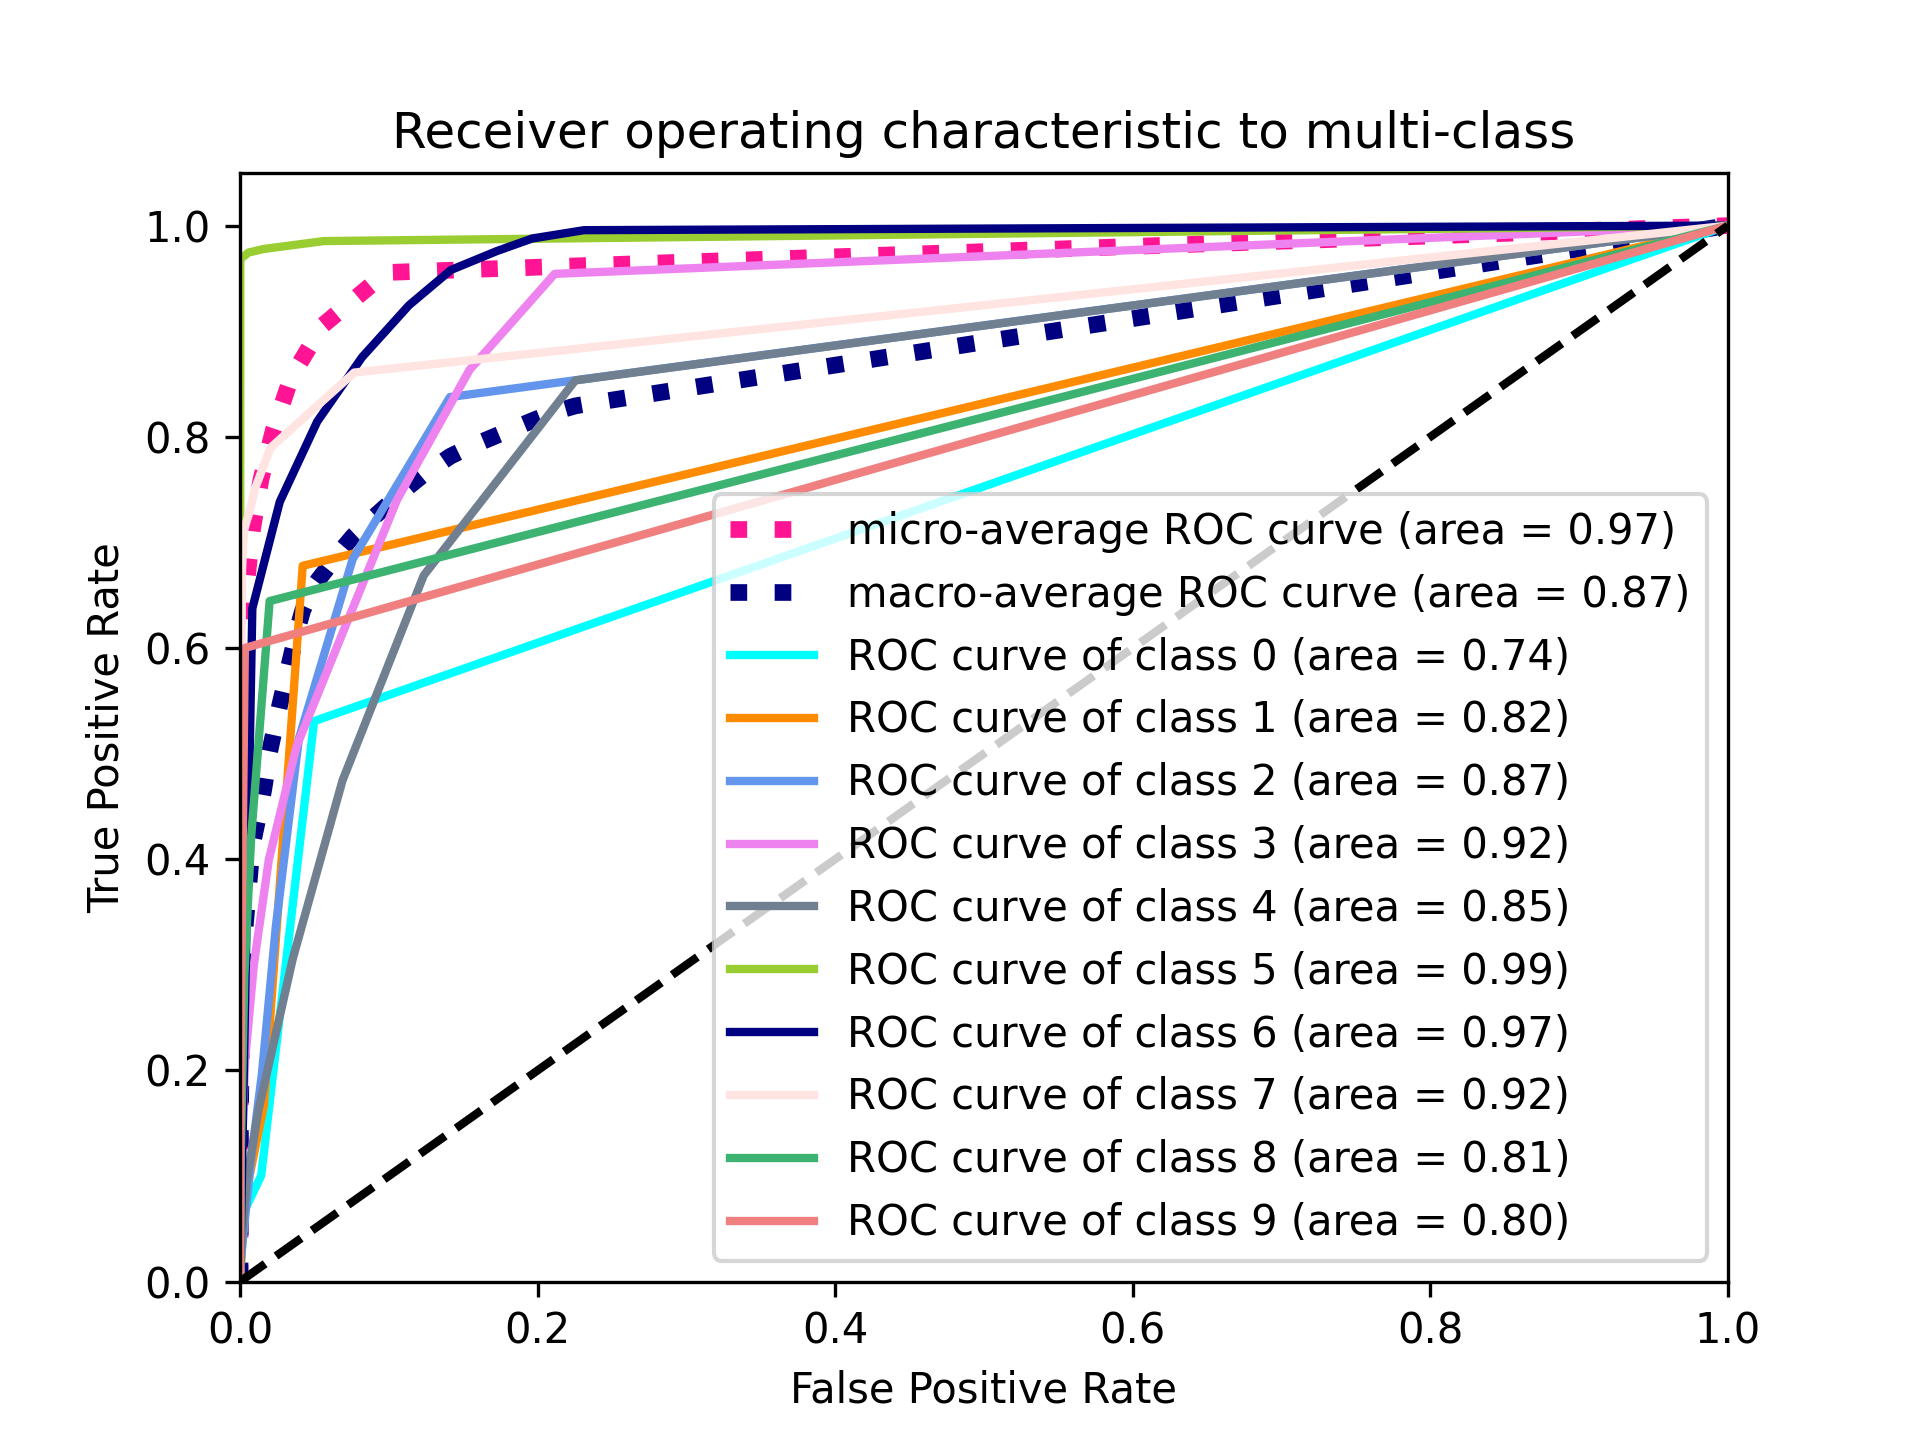 Receiver operating characteristic to multi-class
1.0
0.8
0.6
0.4
0.2
0.0
True Positive Rate
micro-average ROC curve (area = 0.97)
macro-average ROC curve (area = 0.87)
ROC curve of class 0 (area = 0.74)
ROC curve of class 1 (area = 0.82)
ROC curve of class 2 (area = 0.87)
ROC curve of class 3 (area = 0.92)
ROC curve of class 4 (area = 0.85)
ROC curve of class 5 (area = 0.99)
ROC curve of class 6 (area = 0.97)
ROC curve of class 7 (area = 0.92)
ROC curve of class 8 (area = 0.81)
ROC curve of class 9 (area = 0.80)
0.0 0.2 0.4 0.6 0.8 1.0
False Positive Rate